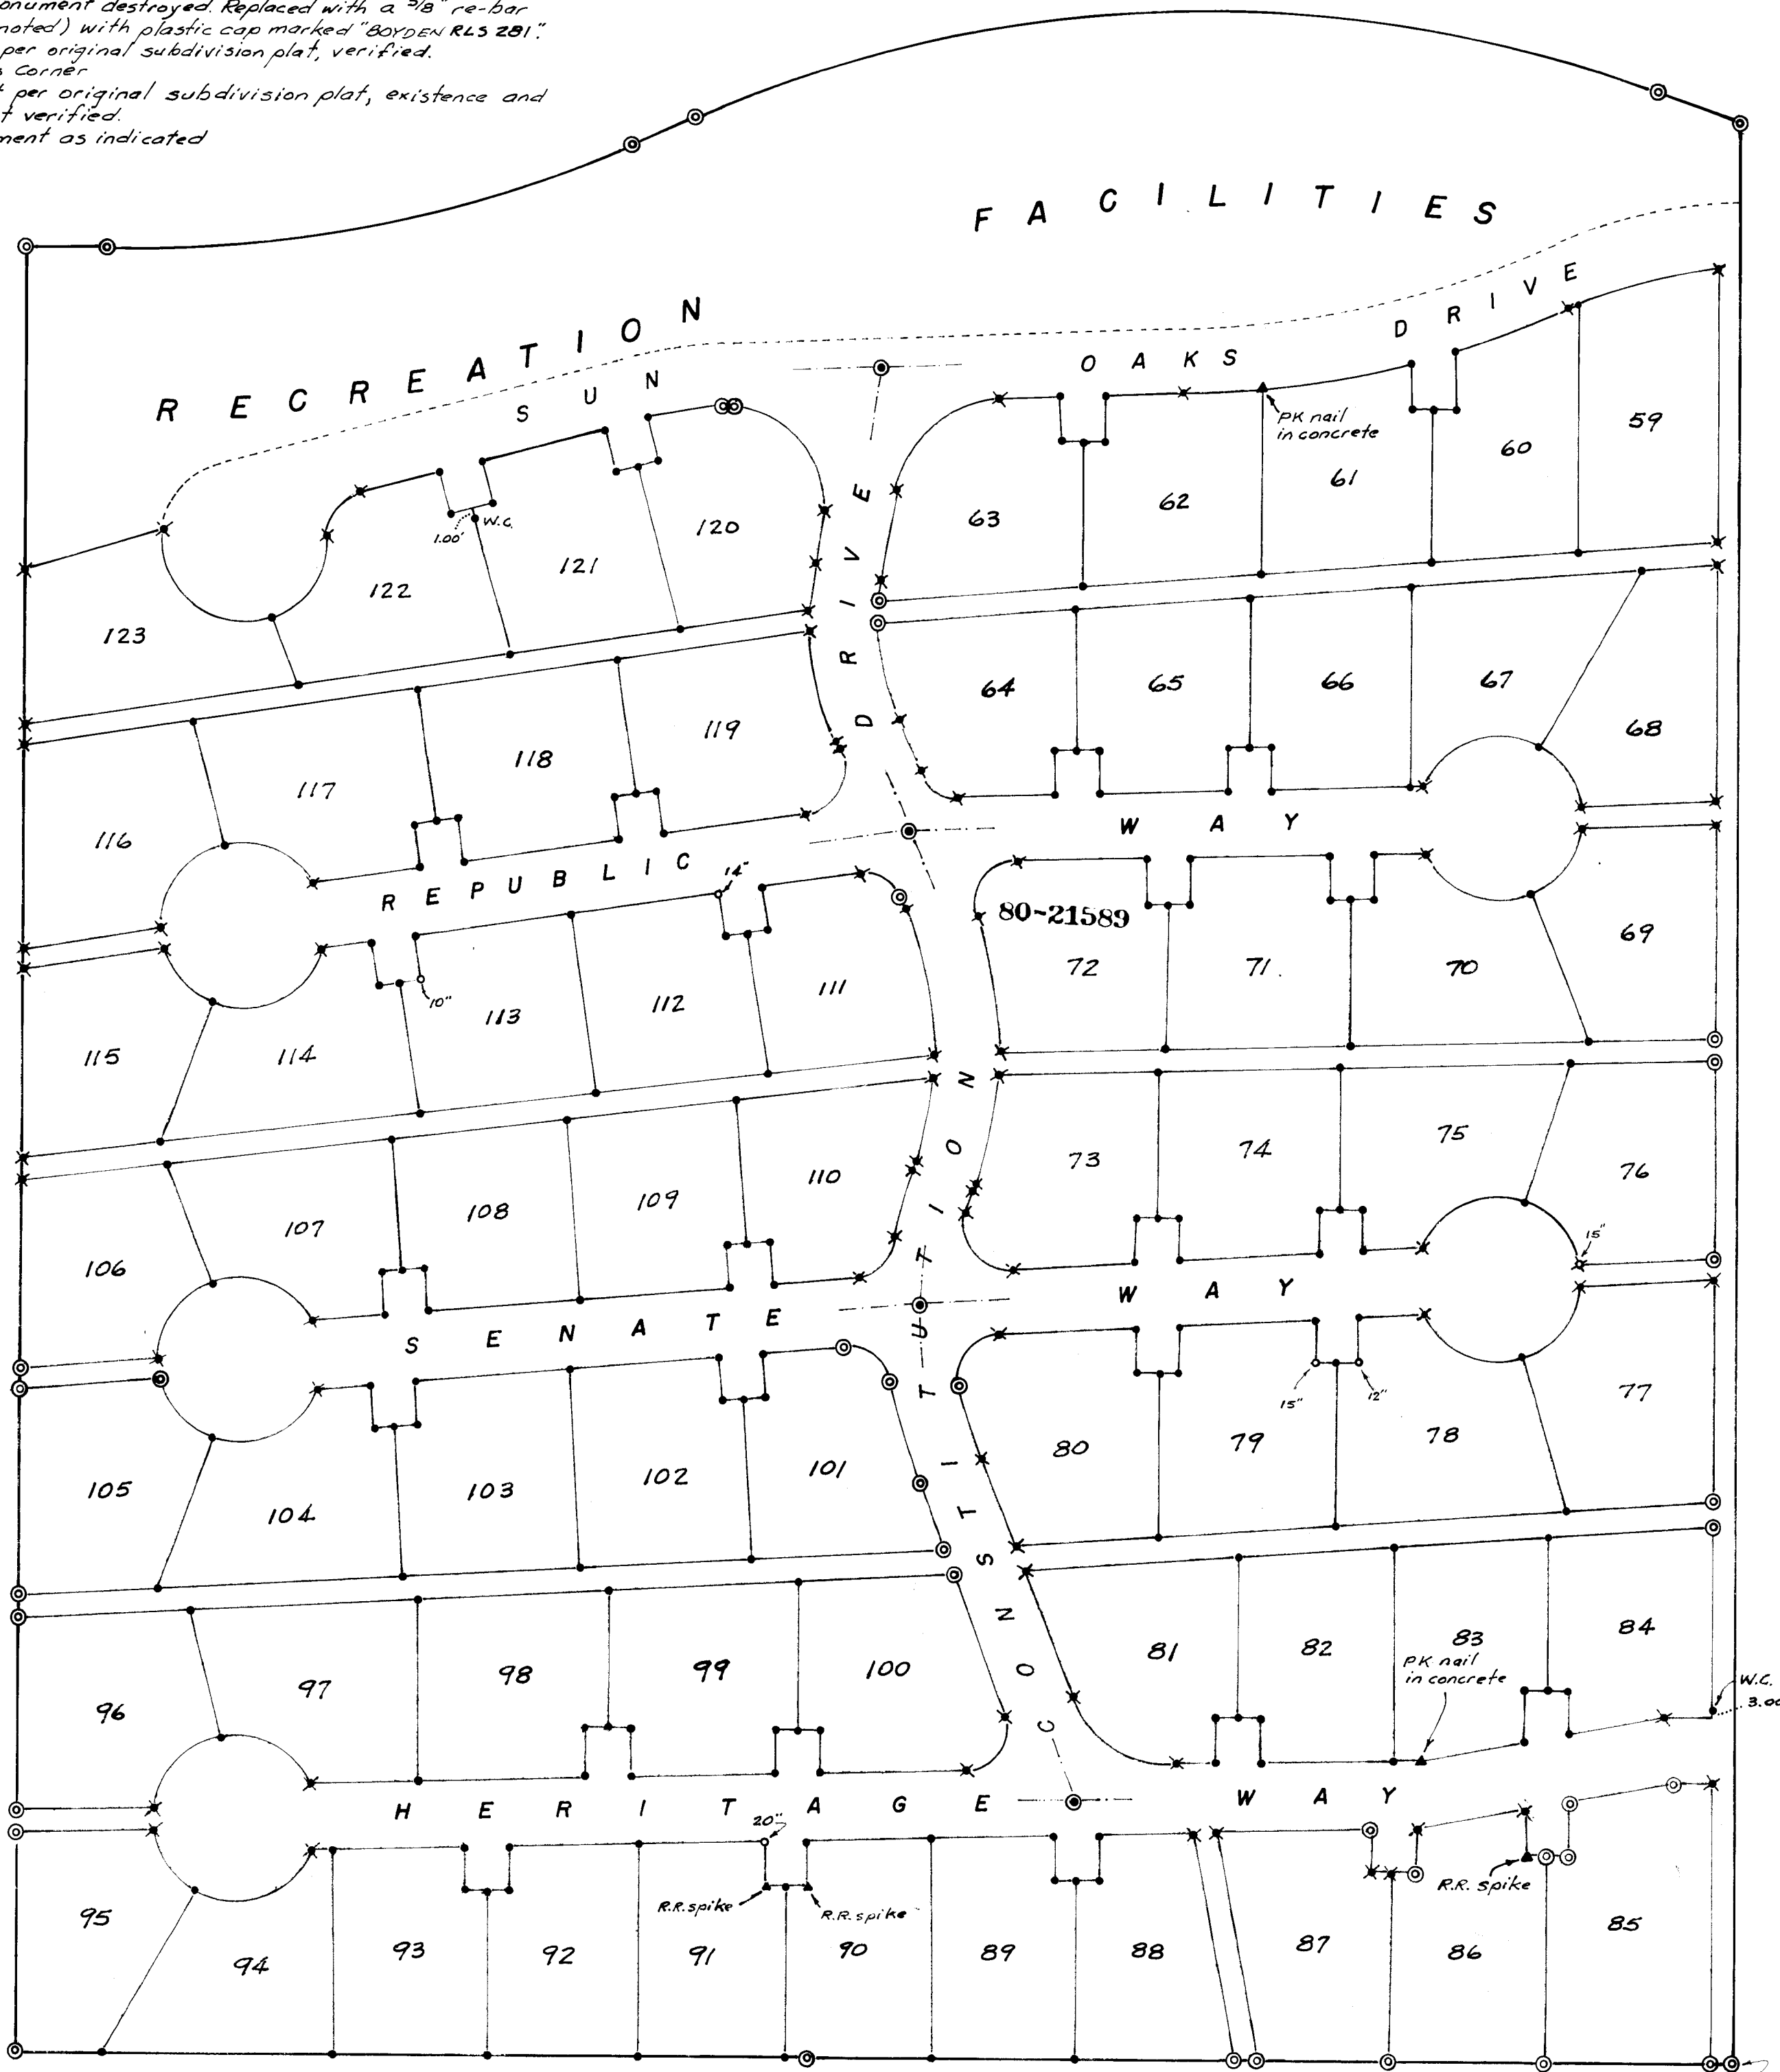 onument destroyed. Replaced with a 5/8" re-bar
noted) with plastic cap marked "BOYDEN RLS 281".
per original subdivision plat, verified.
s Corner
t per original subdivision plat, existence and
t verified.
ment as indicated
FACILITIES
RECREATION
SUN
OAKS
DRIVE
PK nail
in concrete
59
60
61
62
63
1.00'
W.C.
120
121
122
123
DRIVE
64
65
66
67
68
119
118
117
116
WAY
REPUBLIC
14"
10"
80-21589
72
71.
70
69
111
112
113
114
115
73
74
75
76
110
109
108
107
106
15"
WAY
SENATE
CONSTITUTION
15"
12"
80
79
78
77
101
102
103
104
105
81
82
83
84
PK nail
in concrete
W.C.
3.00
100
99
98
97
96
HERITAGE
WAY
20"
R.R. spike
R.R. spike
R.R. spike
95
94
93
92
91
90
89
88
87
86
85